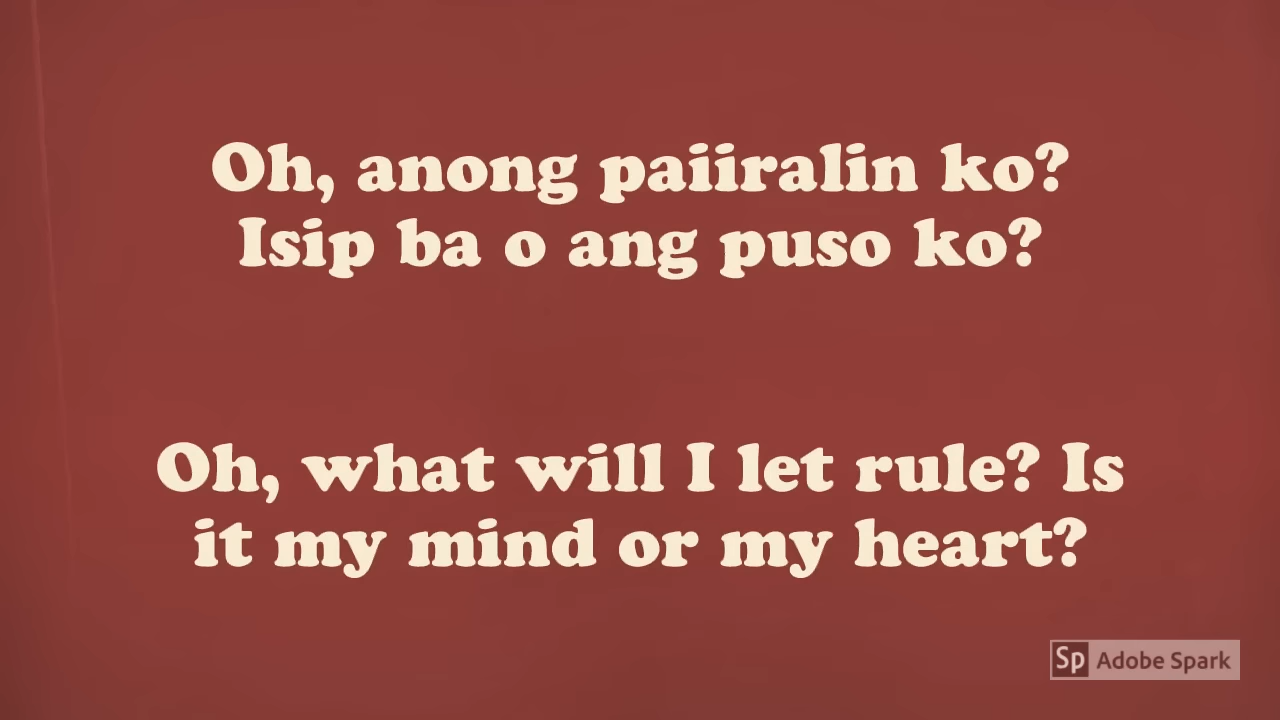 Oh, anong paiiralin ko?
Isip ba o ang puso ko?
Oh, what will I let rule? Is
it my mind or my heart?
Sp Adobe Spark